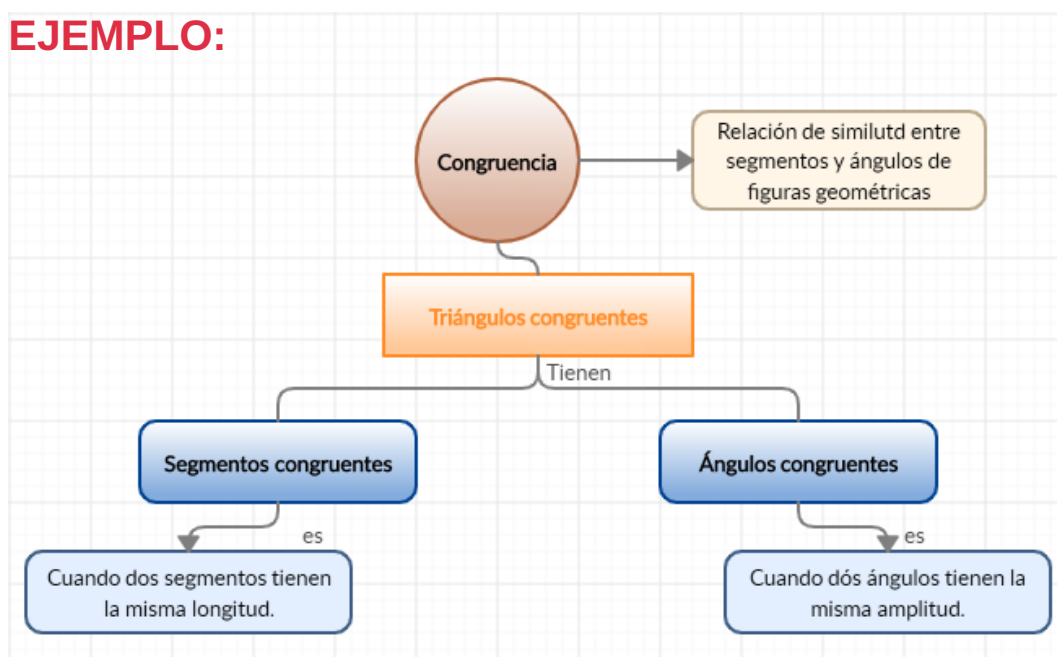 EJEMPLO:
Congruencia
Relación de similutd entre
segmentos y ángulos de
figuras geométricas
Triángulos congruentes
Tienen
Segmentos congruentes
Ángulos congruentes
es
es
Cuando dos segmentos tienen
la misma longitud.
Cuando dós ángulos tienen la
misma amplitud.